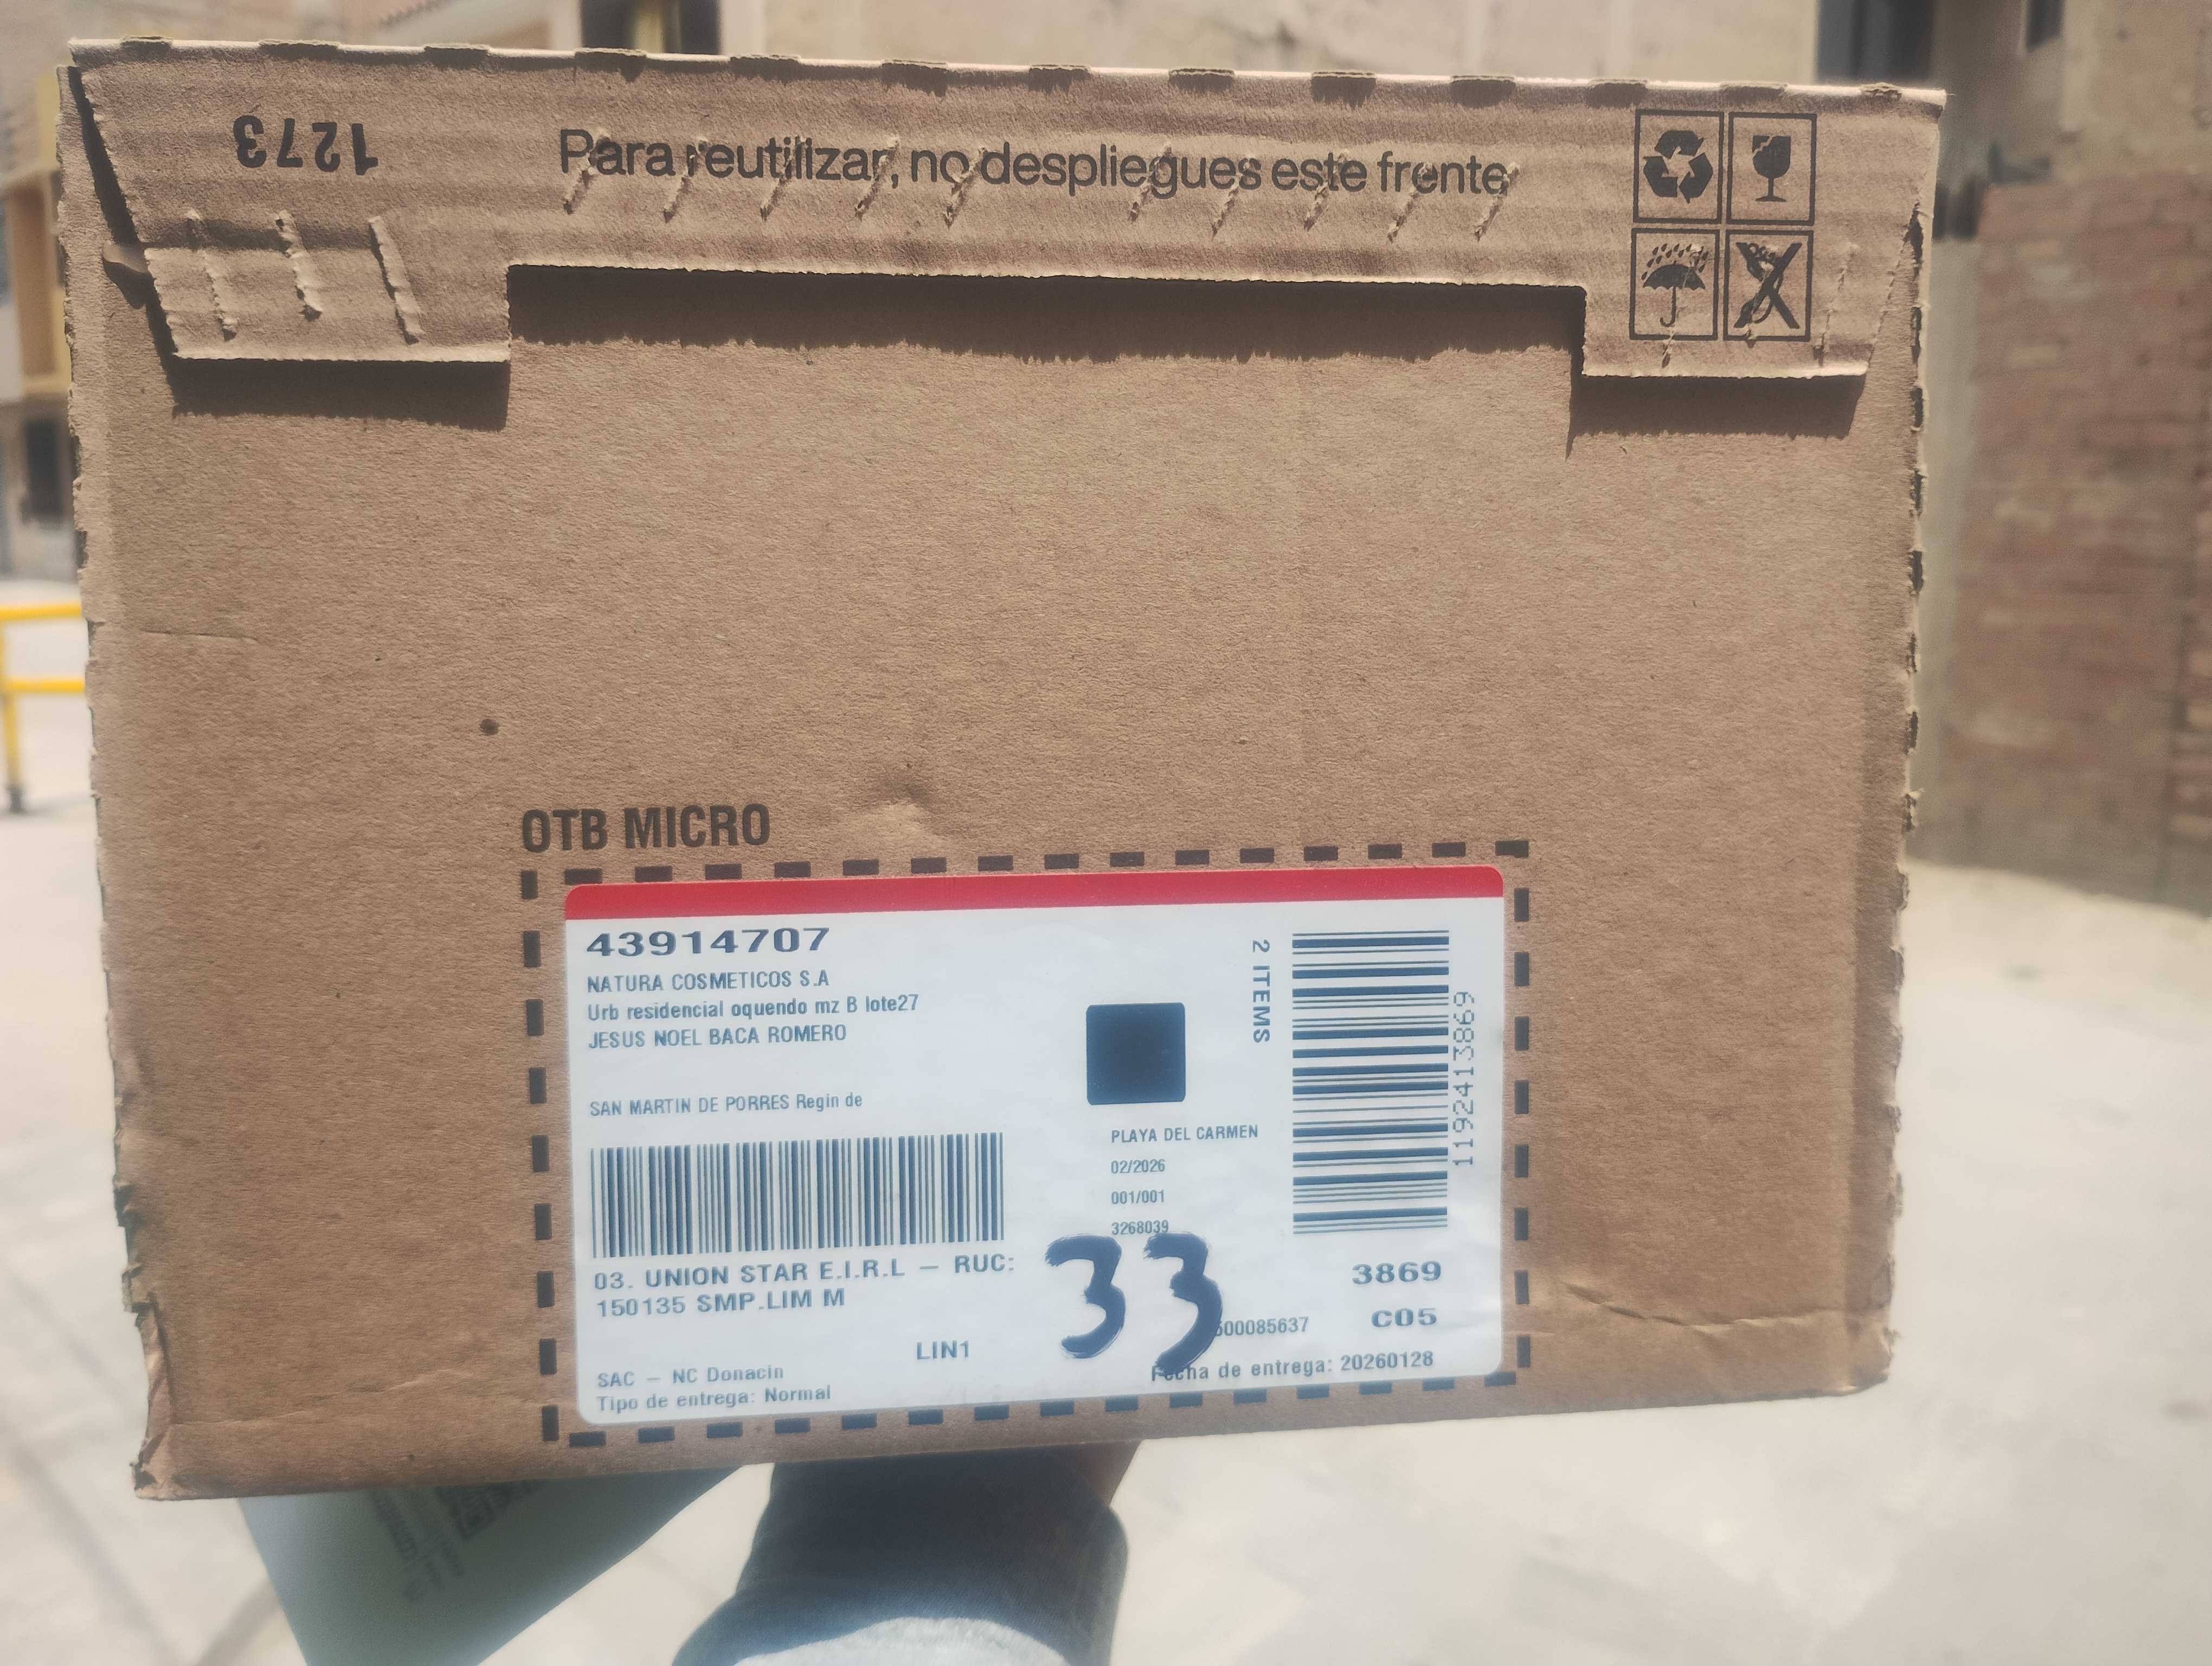 1273
Para reutilizar, no despliegues este frente
OTB MICRO
43914707
NATURA COSMETICOS S.A
Urb residencial oquendo mz B lote27
JESUS NOEL BACA ROMERO
SAN MARTIN DE PORRES Regin de
2 ITEMS
11924413869
PLAYA DEL CARMEN
02/2026
001/001
3268039
03. UNION STAR E.I.R.L – RUC:
150135 SMP.LIM M
33
3869
C05
LIN1
00085637
SAC – NC Donacin
Tipo de entrega: Normal
Fecha de entrega: 20260128